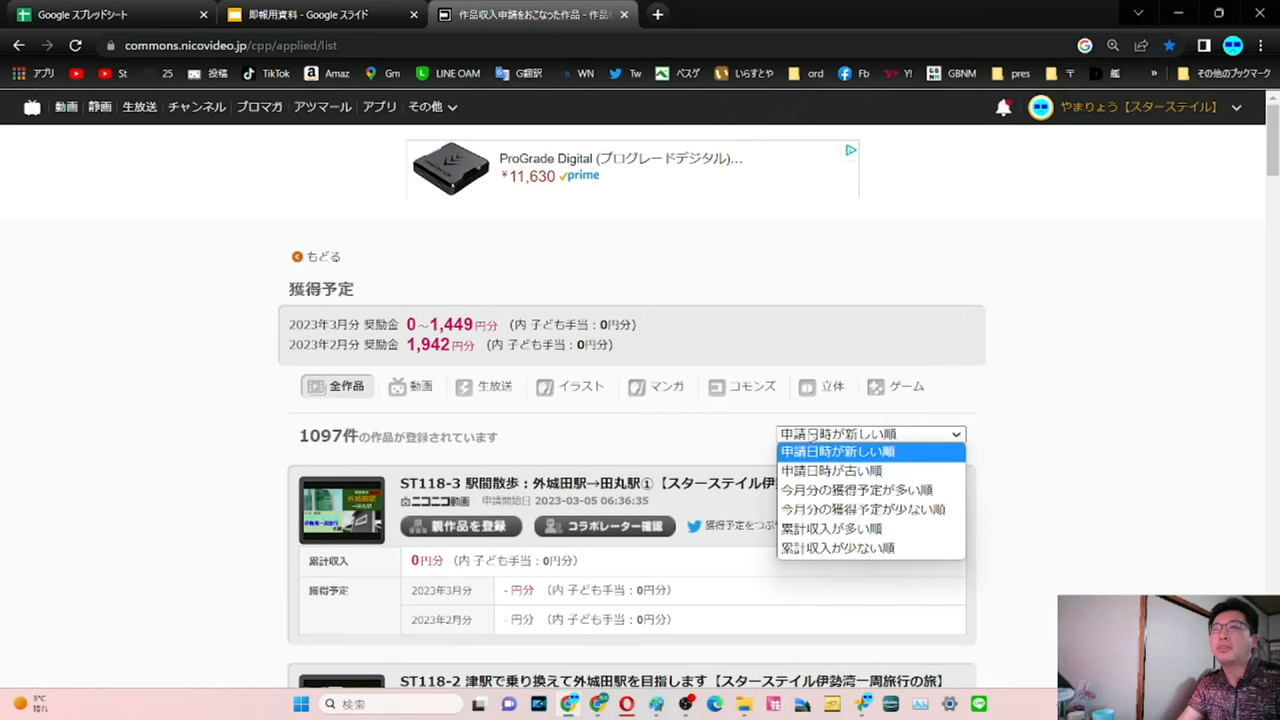 Google スプレッドシート
即報用資料 - Google スライド
作品収入申請をおこなった作品 - 作品
commons.nicovideo.jp/cpp/applied/list
アプリ
St
25
投稿
TikTok
Amaz
Gm
LINE OAM
G翻訳
WN
Tw
ベスゲ
いらすとや
ord
Fb
Y!
GBNM
pres
〒
艦
»
その他のブックマーク
動画 静画 生放送 チャンネル ブロマガ アツマール アプリ その他
やまりょう【スターステイル】
ProGrade Digital (プログレードデジタル)...
¥11,630 prime
もどる
獲得予定
2023年3月分 奨励金 0～1,449円分 (内 子ども手当：0円分)
2023年2月分 奨励金 1,942円分 (内 子ども手当：0円分)
全作品 動画 生放送 イラスト マンガ コモンズ 立体 ゲーム
1097件の作品が登録されています
申請日時が新しい順
申請日時が新しい順
申請日時が古い順
今月分の獲得予定が多い順
今月分の獲得予定が少ない順
累計収入が多い順
累計収入が少ない順
ST118-3 駅間散歩：外城田駅→田丸駅①【スターステイル伊
ニコニコ動画 申請開始日 2023-03-05 06:36:35
親作品を登録 コラボレーター確認 獲得予定をつぶ
累計収入 0円分 (内 子ども手当：0円分)
獲得予定 2023年3月分 - 円分 (内 子ども手当：0円分)
2023年2月分 - 円分 (内 子ども手当：0円分)
ST118-2 津駅で乗り換えて外城田駅を目指します【スターステイル伊勢湾一周旅行の旅】
5°C
晴れ
検索